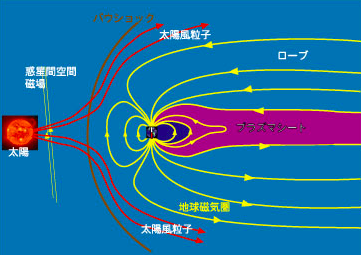 バウショック
太陽風粒子
ローブ
惑星間空間
磁場
プラズマシート
太陽
地球磁気圏
太陽風粒子